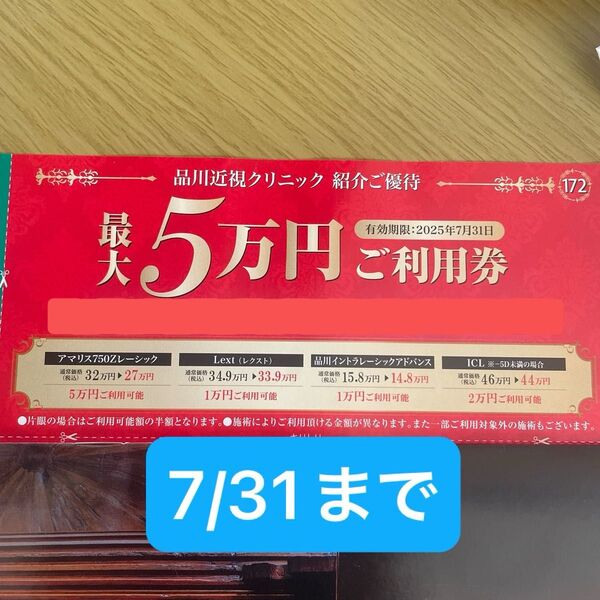 品川近視クリニック 紹介ご優待
172
最大5万円ご利用券
有効期限:2025年7月31日
アマリス750Zレーシック
通常価格(税込) 32万円▶27万円
5万円ご利用可能
Lext(レクスト)
通常価格(税込) 34.9万円▶33.9万円
1万円ご利用可能
品川イントラレーシックアドバンス
通常価格(税込) 15.8万円▶14.8万円
1万円ご利用可能
ICL ※-5D未満の場合
通常価格(税込) 46万円▶44万円
2万円ご利用可能
●片眼の場合はご利用可能額の半額となります。●施術によりご利用頂ける金額が異なります。また一部ご利用対象外の施術もございます。
7/31まで